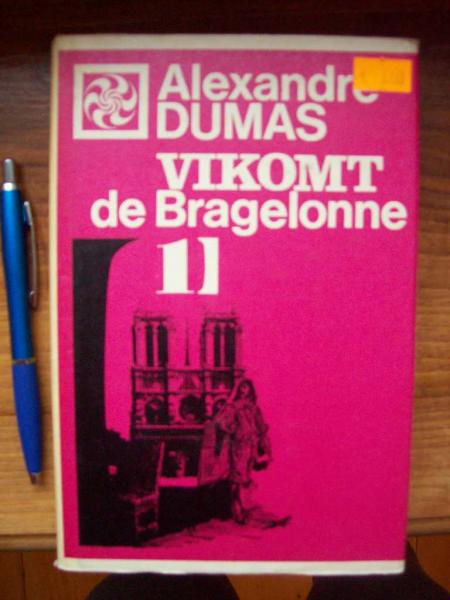 Alexandre
DUMAS
VIKOMT
de Bragelonne
1)